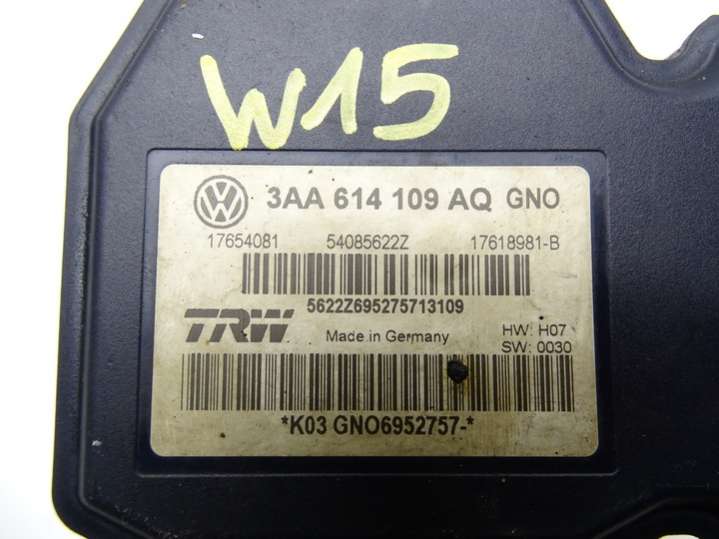 W15
3AA 614 109 AQ GNO
17654081 54085622Z 17618981-B
5622Z695275713109
TRW Made in Germany HW: H07
SW: 0030
*K03 GNO6952757-*